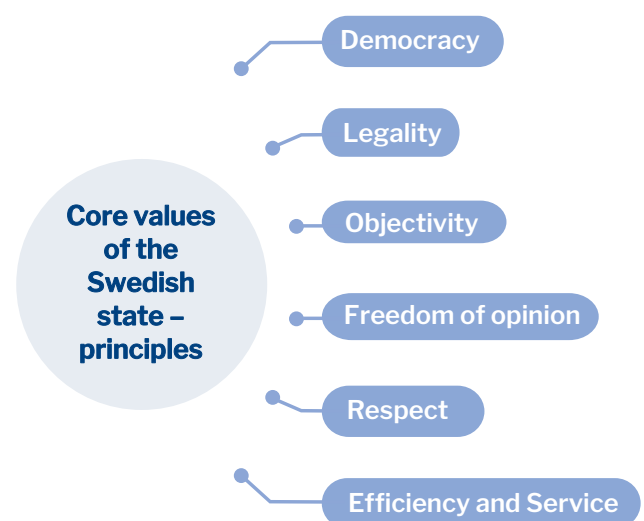 Core values
of the
Swedish
state –
principles
Democracy
Legality
Objectivity
Freedom of opinion
Respect
Efficiency and Service